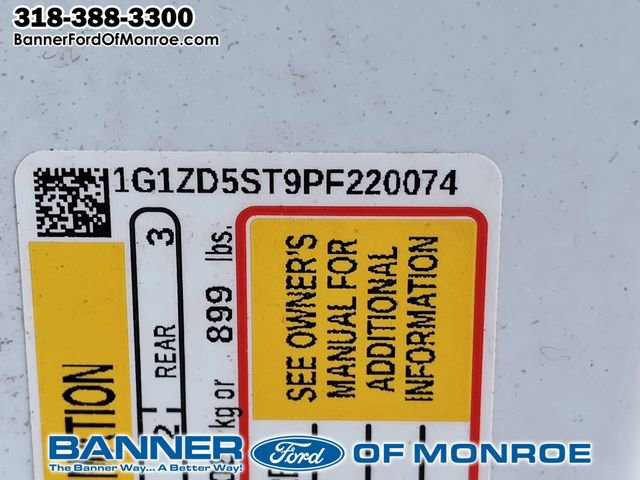 318-388-3300
BannerFordOfMonroe.com
1G1ZD5ST9PF220074
REAR 3
kg or 899 lbs.
SEE OWNER'S
MANUAL FOR
ADDITIONAL
INFORMATION
BANNER Ford OF MONROE
The Banner Way... A Better Way!